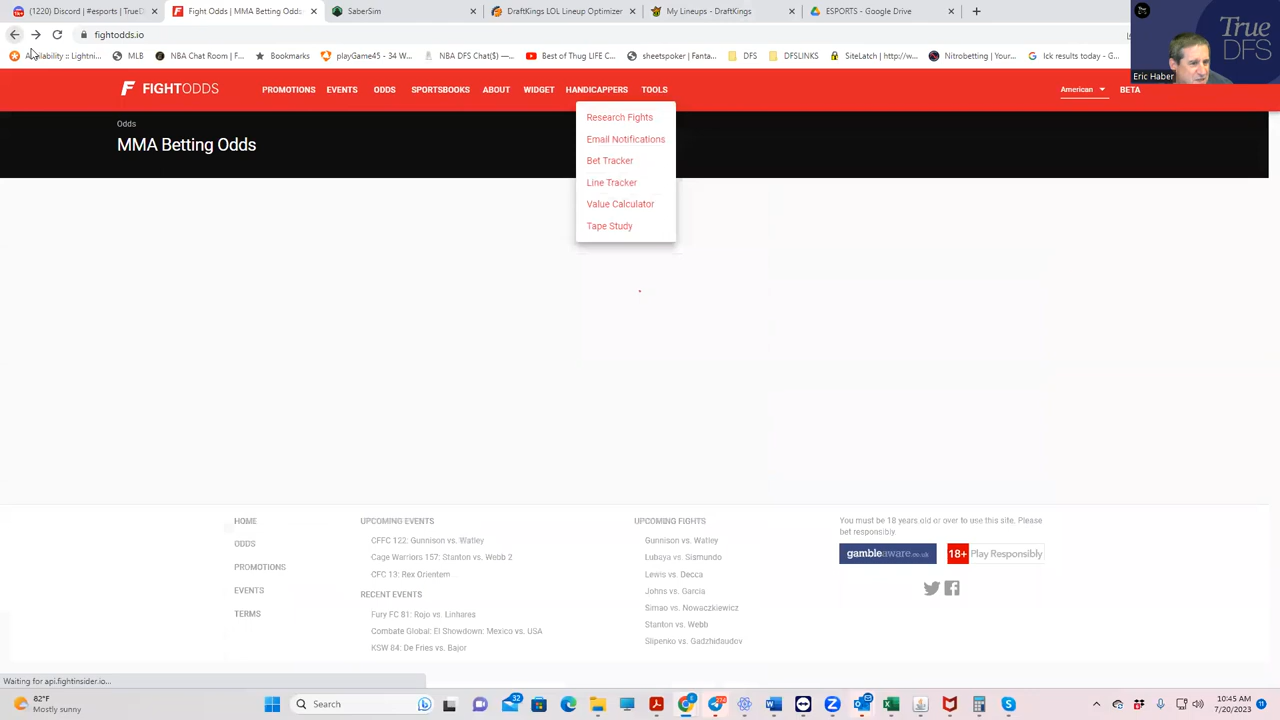 (1220) Discord | #esports | TrueD
Fight Odds | MMA Betting Odds
SaberSim
DraftKings LOL Lineup Optimizer
My Lineups - DraftKings
ESPORTS - Google Drive
fightodds.io
Availability :: Lightni...
MLB
NBA Chat Room | F...
Bookmarks
playGame45 - 34 W...
NBA DFS Chat($) —...
Best of Thug LIFE C...
sheetspoker | Fanta...
DFS
DFSLINKS
SiteLatch | http://w...
Nitrobetting | Your...
lck results today - G...
True
DFS
Eric Haber
FIGHTODDS
PROMOTIONS
EVENTS
ODDS
SPORTSBOOKS
ABOUT
WIDGET
HANDICAPPERS
TOOLS
American
BETA
Research Fights
Email Notifications
Bet Tracker
Line Tracker
Value Calculator
Tape Study
Odds
MMA Betting Odds
HOME
ODDS
PROMOTIONS
EVENTS
TERMS
UPCOMING EVENTS
CFFC 122: Gunnison vs. Watley
Cage Warriors 157: Stanton vs. Webb 2
CFC 13: Rex Orientem
RECENT EVENTS
Fury FC 81: Rojo vs. Linhares
Combate Global: El Showdown: Mexico vs. USA
KSW 84: De Fries vs. Bajor
UPCOMING FIGHTS
Gunnison vs. Watley
Lubaya vs. Sismundo
Lewis vs. Decca
Johns vs. Garcia
Simao vs. Nowaczkiewicz
Stanton vs. Webb
Slipenko vs. Gadzhidaudov
You must be 18 years old or over to use this site. Please
bet responsibly.
gambleaware.co.uk
18+ Play Responsibly
Waiting for api.fightinsider.io...
82°F
Mostly sunny
Search
32
10:45 AM
7/20/2023